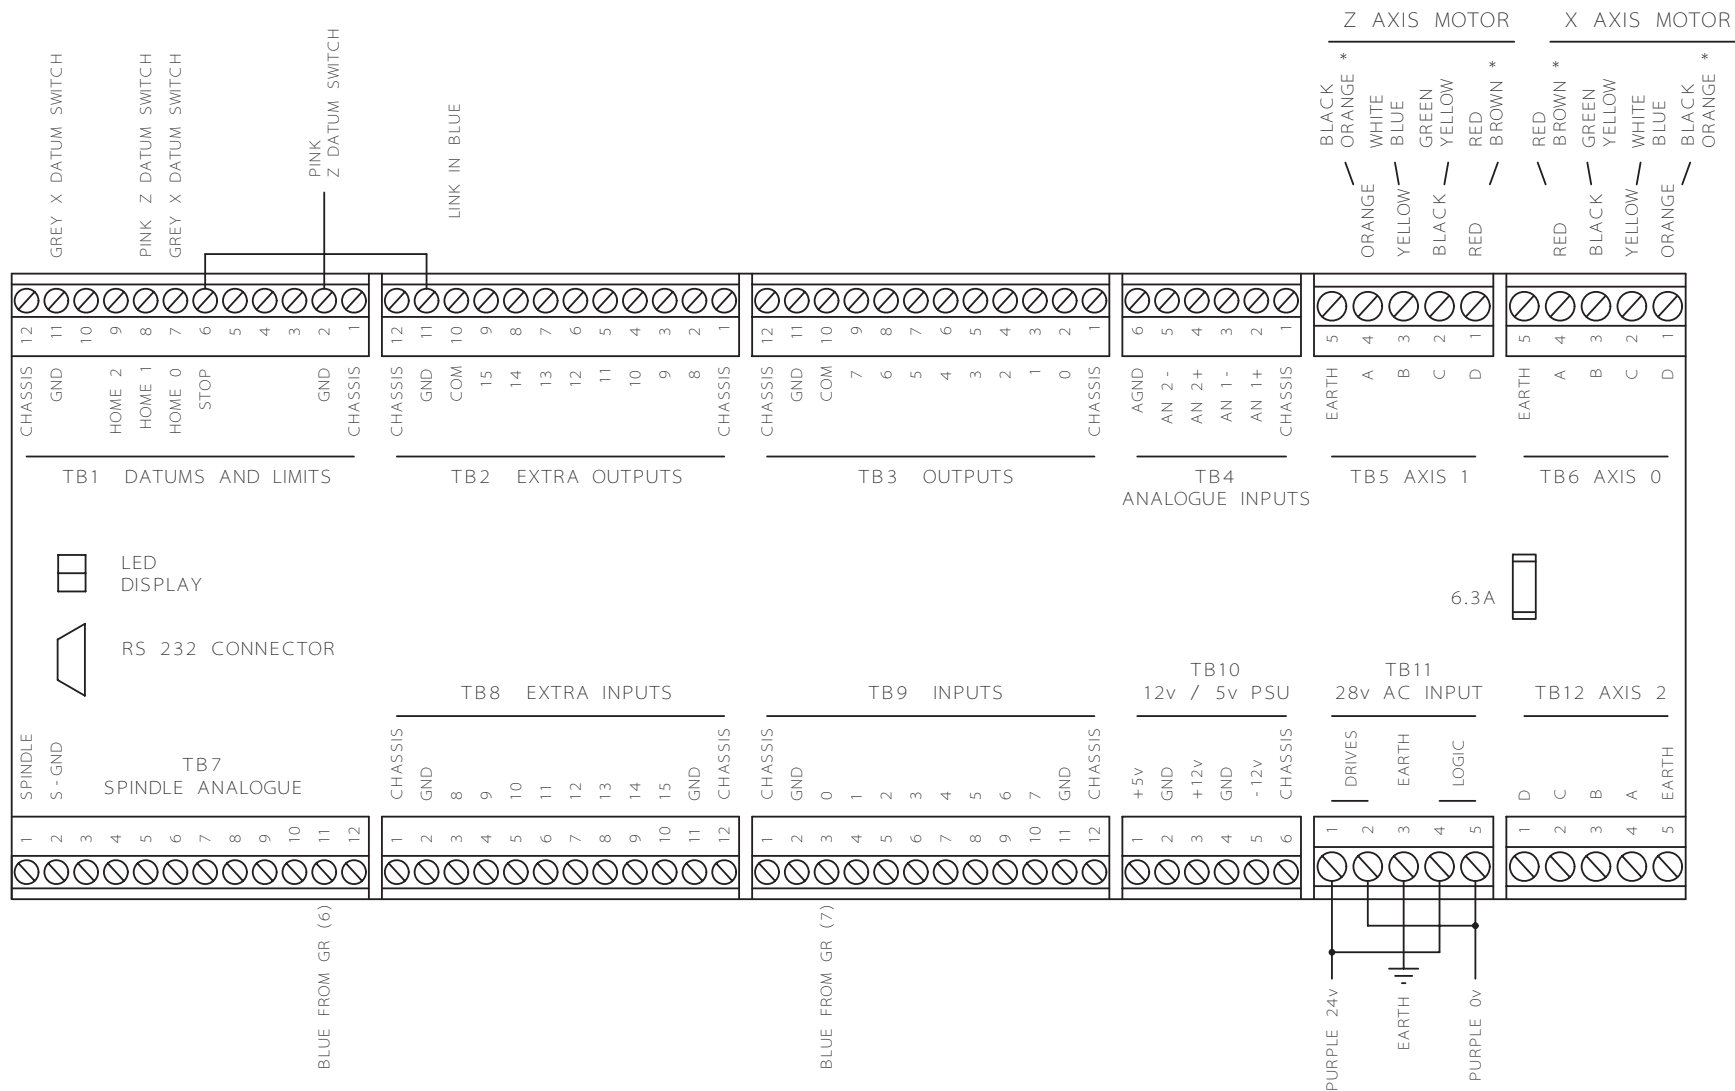 Z AXIS MOTOR
X AXIS MOTOR
BLACK
ORANGE *
WHITE
BLUE
GREEN
YELLOW
RED
BROWN *
RED
BROWN *
GREEN
YELLOW
WHITE
BLUE
BLACK
ORANGE *
ORANGE
YELLOW
BLACK
RED
RED
BLACK
YELLOW
ORANGE
GREY X DATUM SWITCH
PINK Z DATUM SWITCH
GREY X DATUM SWITCH
PINK
Z DATUM SWITCH
LINK IN BLUE
12 11 10 9 8 7 6 5 4 3 2 1
CHASSIS
GND
HOME 2
HOME 1
HOME 0
STOP
GND
CHASSIS
TB1 DATUMS AND LIMITS
12 11 10 9 8 7 6 5 4 3 2 1
CHASSIS
GND
COM
15
14
13
12
11
10
9
8
CHASSIS
TB2 EXTRA OUTPUTS
12 11 10 9 8 7 6 5 4 3 2 1
CHASSIS
GND
COM
7
6
5
4
3
2
1
0
CHASSIS
TB3 OUTPUTS
6 5 4 3 2 1
AGND
AN 2 -
AN 2+
AN 1 -
AN 1+
CHASSIS
TB4
ANALOGUE INPUTS
5 4 3 2 1
EARTH
A
B
C
D
TB5 AXIS 1
5 4 3 2 1
EARTH
A
B
C
D
TB6 AXIS 0
LED
DISPLAY
RS 232 CONNECTOR
6.3A
SPINDLE
S - GND
TB7
SPINDLE ANALOGUE
1 2 3 4 5 6 7 8 9 10 11 12
TB8 EXTRA INPUTS
CHASSIS
GND
8
9
10
11
12
13
14
15
GND
CHASSIS
1 2 3 4 5 6 7 8 9 10 11 12
TB9 INPUTS
CHASSIS
GND
0
1
2
3
4
5
6
7
GND
CHASSIS
1 2 3 4 5 6 7 8 9 10 11 12
TB10
12v / 5v PSU
+5v
GND
+12v
GND
- 12v
CHASSIS
1 2 3 4 5 6
TB11
28v AC INPUT
DRIVES
EARTH
LOGIC
1 2 3 4 5
TB12 AXIS 2
D
C
B
A
EARTH
1 2 3 4 5
BLUE FROM GR (6)
BLUE FROM GR (7)
PURPLE 24v
EARTH
PURPLE 0v